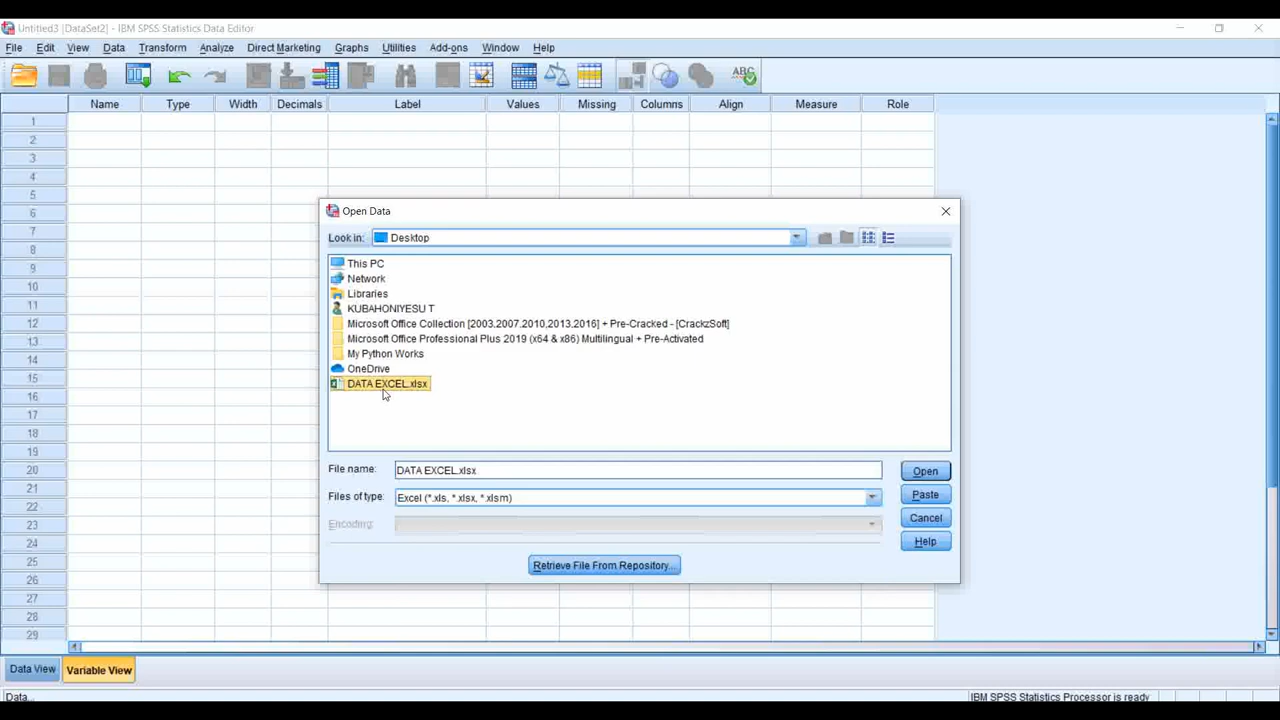 Untitled3 [DataSet2] - IBM SPSS Statistics Data Editor
File Edit View Data Transform Analyze Direct Marketing Graphs Utilities Add-ons Window Help
ABC
Name Type Width Decimals Label Values Missing Columns Align Measure Role
1
2
3
4
5
6
7
8
9
10
11
12
13
14
15
16
17
18
19
20
21
22
23
24
25
26
27
28
29
Open Data
Look in: Desktop
This PC
Network
Libraries
KUBAHONIYESU T
Microsoft Office Collection [2003.2007.2010,2013.2016] + Pre-Cracked - [CrackzSoft]
Microsoft Office Professional Plus 2019 (x64 & x86) Multilingual + Pre-Activated
My Python Works
OneDrive
DATA EXCEL.xlsx
File name: DATA EXCEL.xlsx Open
Files of type: Excel (*.xls, *.xlsx, *.xlsm) Paste
Encoding: Cancel
Help
Retrieve File From Repository...
Data View Variable View
Data... IBM SPSS Statistics Processor is ready